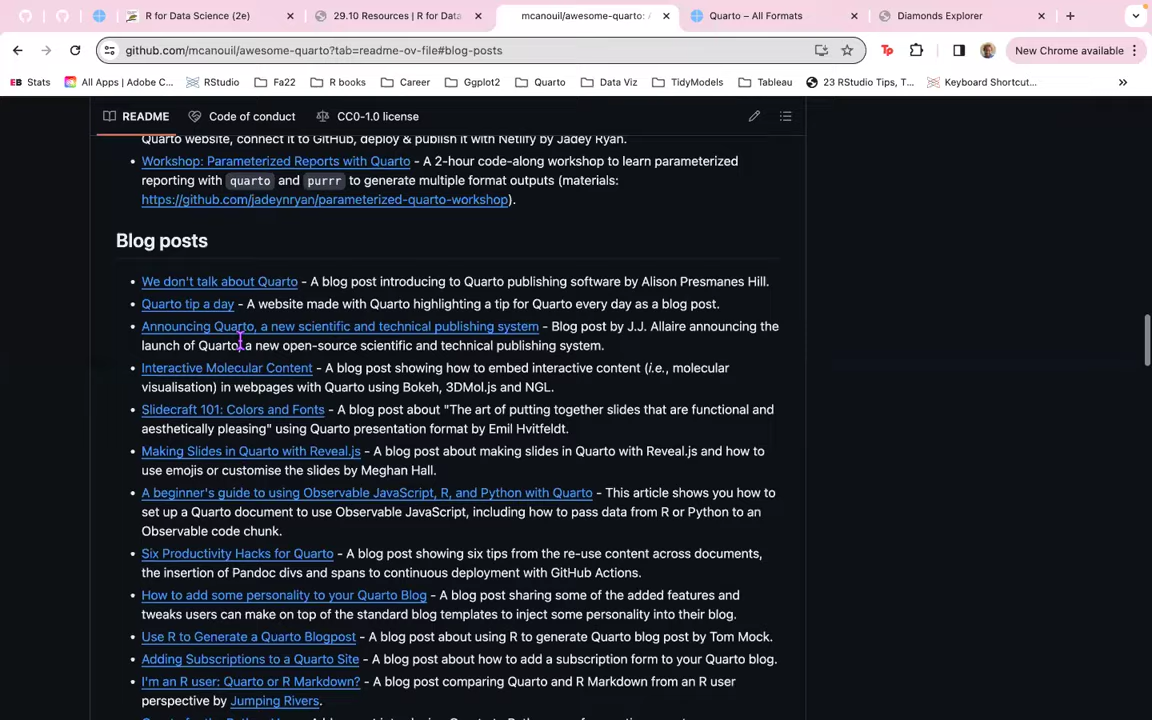 R for Data Science (2e)
29.10 Resources | R for Data
mcanouil/awesome-quarto:
Quarto – All Formats
Diamonds Explorer
github.com/mcanouil/awesome-quarto?tab=readme-ov-file#blog-posts
New Chrome available
EB Stats
All Apps | Adobe C...
RStudio
Fa22
R books
Career
Ggplot2
Quarto
Data Viz
TidyModels
Tableau
23 RStudio Tips, T...
Keyboard Shortcut...
README
Code of conduct
CC0-1.0 license
Quarto website, connect it to GitHub, deploy & publish it with Netlify by Jadey Ryan.
• Workshop: Parameterized Reports with Quarto - A 2-hour code-along workshop to learn parameterized
reporting with quarto and purrr to generate multiple format outputs (materials:
https://github.com/jadeynryan/parameterized-quarto-workshop).
Blog posts
• We don't talk about Quarto - A blog post introducing to Quarto publishing software by Alison Presmanes Hill.
• Quarto tip a day - A website made with Quarto highlighting a tip for Quarto every day as a blog post.
• Announcing Quarto, a new scientific and technical publishing system - Blog post by J.J. Allaire announcing the
launch of Quarto, a new open-source scientific and technical publishing system.
• Interactive Molecular Content - A blog post showing how to embed interactive content (i.e., molecular
visualisation) in webpages with Quarto using Bokeh, 3DMol.js and NGL.
• Slidecraft 101: Colors and Fonts - A blog post about "The art of putting together slides that are functional and
aesthetically pleasing" using Quarto presentation format by Emil Hvitfeldt.
• Making Slides in Quarto with Reveal.js - A blog post about making slides in Quarto with Reveal.js and how to
use emojis or customise the slides by Meghan Hall.
• A beginner's guide to using Observable JavaScript, R, and Python with Quarto - This article shows you how to
set up a Quarto document to use Observable JavaScript, including how to pass data from R or Python to an
Observable code chunk.
• Six Productivity Hacks for Quarto - A blog post showing six tips from the re-use content across documents,
the insertion of Pandoc divs and spans to continuous deployment with GitHub Actions.
• How to add some personality to your Quarto Blog - A blog post sharing some of the added features and
tweaks users can make on top of the standard blog templates to inject some personality into their blog.
• Use R to Generate a Quarto Blogpost - A blog post about using R to generate Quarto blog post by Tom Mock.
• Adding Subscriptions to a Quarto Site - A blog post about how to add a subscription form to your Quarto blog.
• I'm an R user: Quarto or R Markdown? - A blog post comparing Quarto and R Markdown from an R user
perspective by Jumping Rivers.